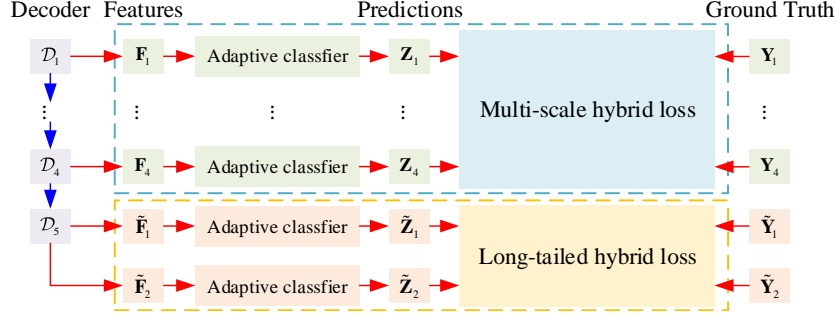 Decoder Features Predictions Ground Truth
𝒟₁ F₁ Adaptive classfier Z₁ Y₁
⋮ ⋮ ⋮ ⋮ Multi-scale hybrid loss ⋮
𝒟₄ F₄ Adaptive classfier Z₄ Y₄
𝒟₅ F̃₁ Adaptive classfier Z̃₁ Ỹ₁
Long-tailed hybrid loss
F̃₂ Adaptive classfier Z̃₂ Ỹ₂